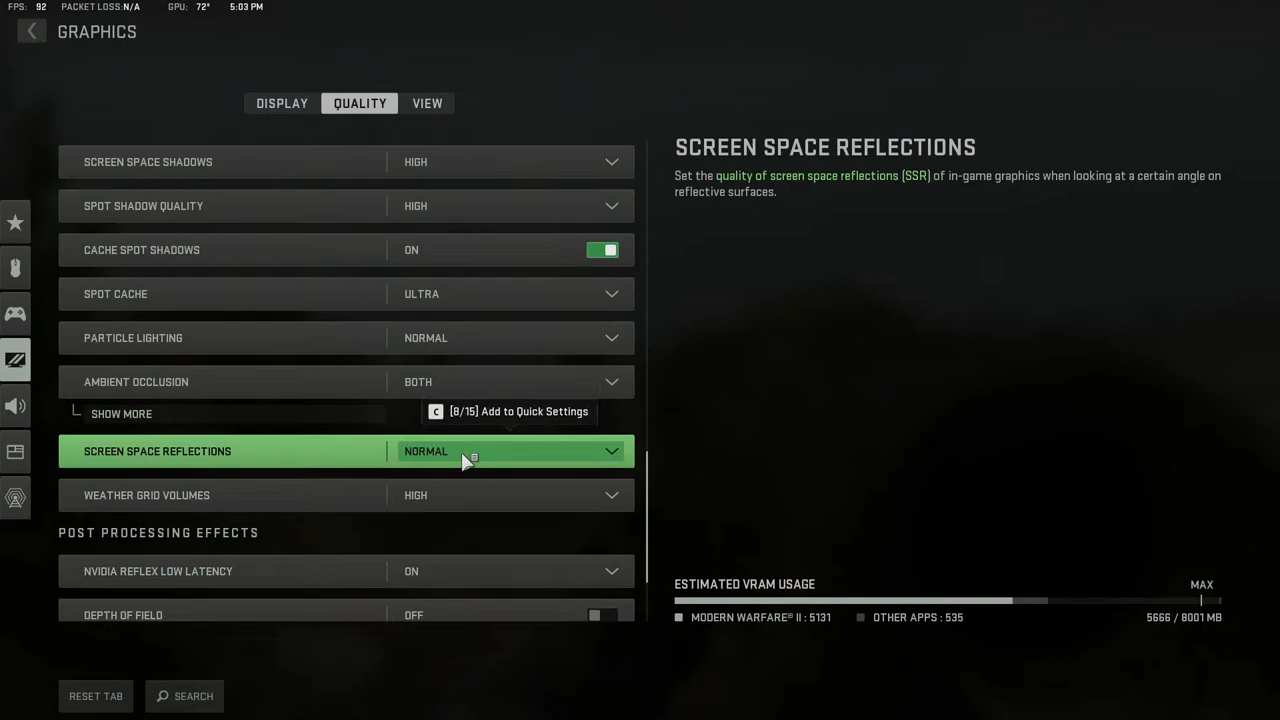 FPS: 92 PACKET LOSS:N/A GPU: 72° 5:03 PM
GRAPHICS
DISPLAY QUALITY VIEW
SCREEN SPACE SHADOWS HIGH
SPOT SHADOW QUALITY HIGH
CACHE SPOT SHADOWS ON
SPOT CACHE ULTRA
PARTICLE LIGHTING NORMAL
AMBIENT OCCLUSION BOTH
SHOW MORE
C [8/15] Add to Quick Settings
SCREEN SPACE REFLECTIONS NORMAL
WEATHER GRID VOLUMES HIGH
POST PROCESSING EFFECTS
NVIDIA REFLEX LOW LATENCY ON
DEPTH OF FIELD OFF
RESET TAB SEARCH
SCREEN SPACE REFLECTIONS
Set the quality of screen space reflections (SSR) of in-game graphics when looking at a certain angle on
reflective surfaces.
ESTIMATED VRAM USAGE MAX
MODERN WARFARE® II : 5131 OTHER APPS : 535 5666 / 8001 MB